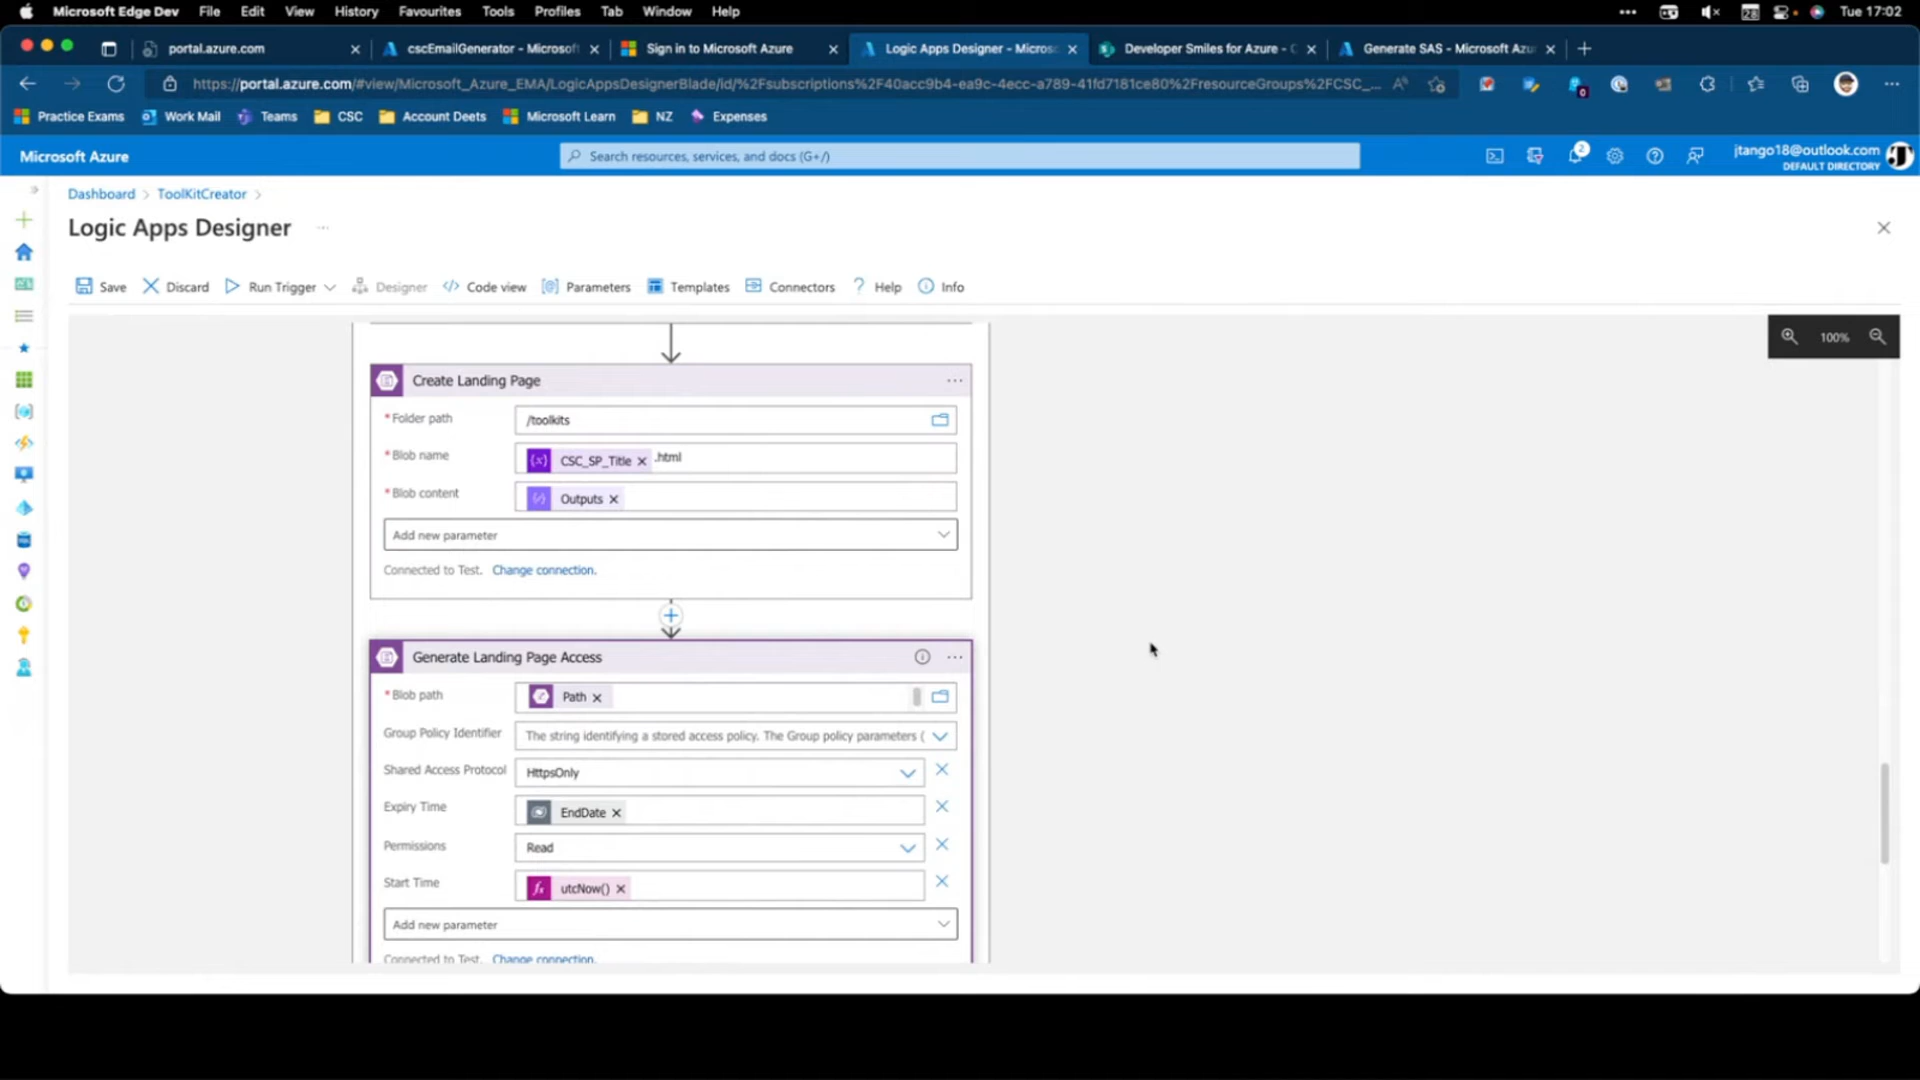 Microsoft Edge Dev File Edit View History Favourites Tools Profiles Tab Window Help Tue 17:02
portal.azure.com cscEmailGenerator - Microsoft Sign in to Microsoft Azure Logic Apps Designer - Micros Developer Smiles for Azure - C Generate SAS - Microsoft Azu
https://portal.azure.com/#view/Microsoft_Azure_EMA/LogicAppsDesignerBlade/id/%2Fsubscriptions%2F40acc9b4-ea9c-4ecc-a789-41fd7181ce80%2FresourceGroups%2FCSC_...
Practice Exams Work Mail Teams CSC Account Deets Microsoft Learn NZ Expenses
Microsoft Azure
Search resources, services, and docs (G+/)
2
jtango18@outlook.com
DEFAULT DIRECTORY
Dashboard > ToolKitCreator >
Logic Apps Designer ...
Save Discard Run Trigger Designer Code view Parameters Templates Connectors Help Info
100%
Create Landing Page
* Folder path /toolkits
* Blob name CSC_SP_Title .html
* Blob content Outputs
Add new parameter
Connected to Test. Change connection.
Generate Landing Page Access
* Blob path Path
Group Policy Identifier The string identifying a stored access policy. The Group policy parameters (
Shared Access Protocol HttpsOnly
Expiry Time EndDate
Permissions Read
Start Time utcNow()
Add new parameter
Connected to Test. Change connection.